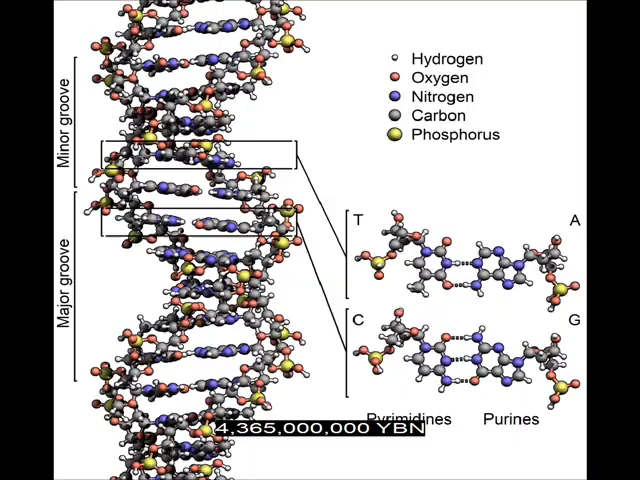 Hydrogen
Oxygen
Nitrogen
Carbon
Phosphorus
Minor groove
Major groove
T A
C G
Pyrimidines Purines
4,365,000,000 YBN